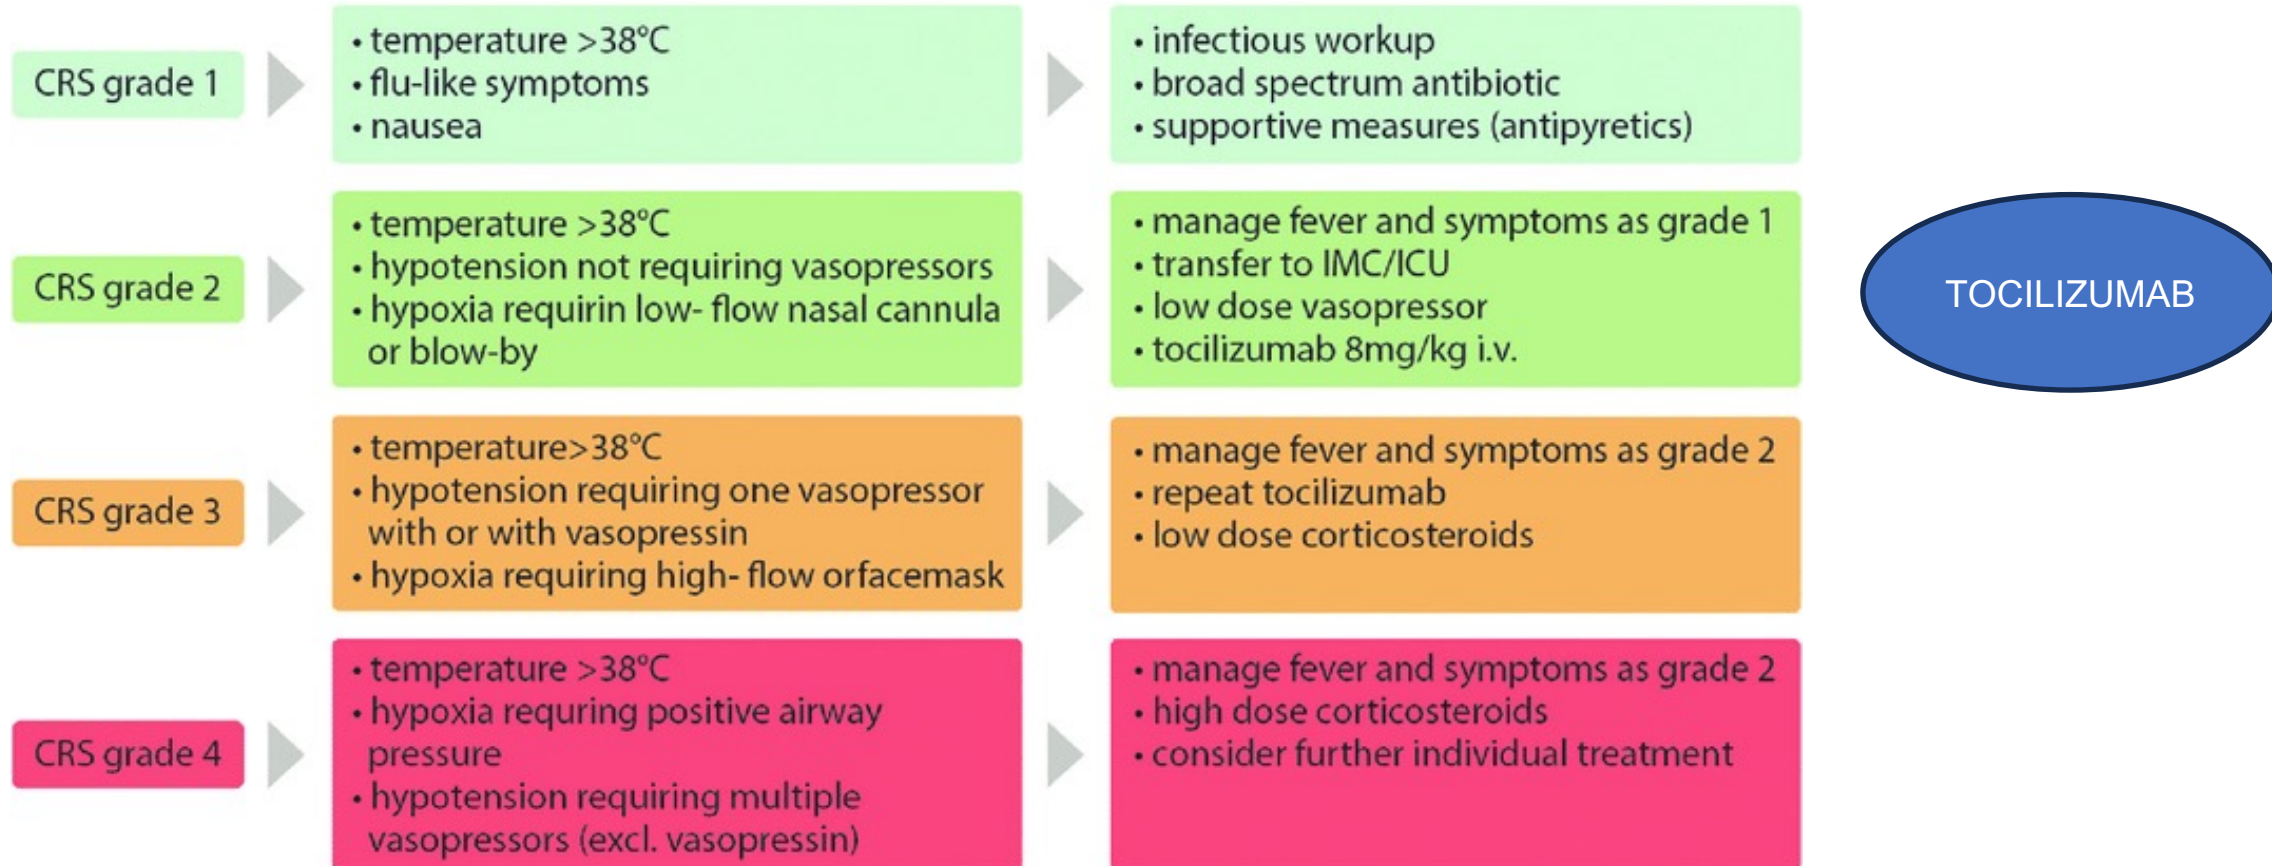 CRS grade 1
• temperature >38°C
• flu-like symptoms
• nausea
• infectious workup
• broad spectrum antibiotic
• supportive measures (antipyretics)
CRS grade 2
• temperature >38°C
• hypotension not requiring vasopressors
• hypoxia requirin low- flow nasal cannula
or blow-by
• manage fever and symptoms as grade 1
• transfer to IMC/ICU
• low dose vasopressor
• tocilizumab 8mg/kg i.v.
TOCILIZUMAB
CRS grade 3
• temperature>38°C
• hypotension requiring one vasopressor
with or with vasopressin
• hypoxia requiring high- flow orfacemask
• manage fever and symptoms as grade 2
• repeat tocilizumab
• low dose corticosteroids
CRS grade 4
• temperature >38°C
• hypoxia requring positive airway
pressure
• hypotension requiring multiple
vasopressors (excl. vasopressin)
• manage fever and symptoms as grade 2
• high dose corticosteroids
• consider further individual treatment